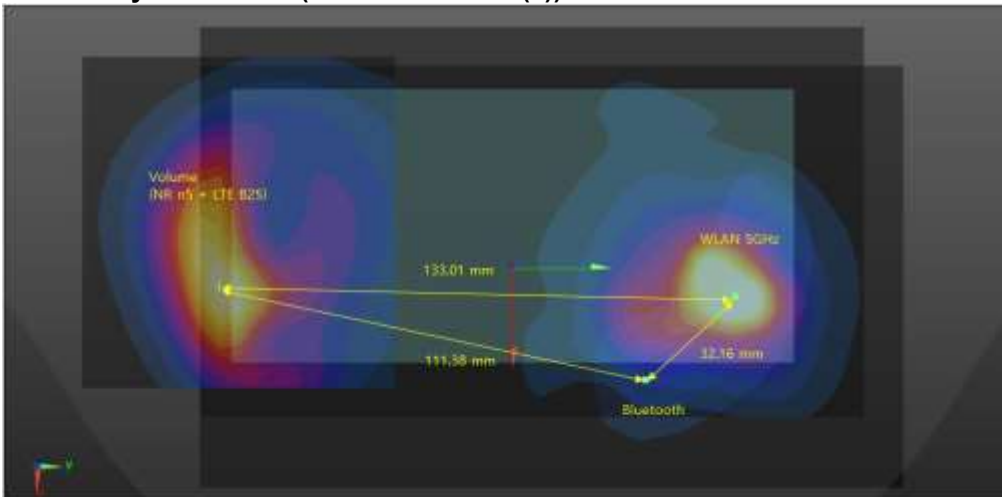 Volume
(NR n5 + LTE B25)
WLAN 5GHz
133.01 mm
111.38 mm
32.16 mm
Bluetooth
Y